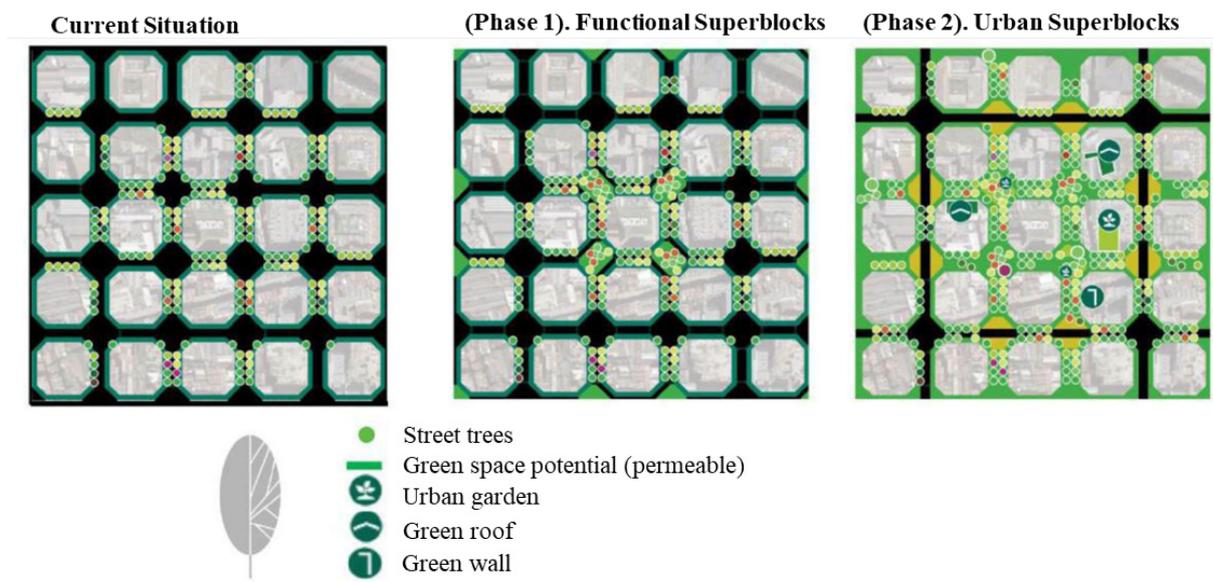 Current Situation
(Phase 1). Functional Superblocks
(Phase 2). Urban Superblocks
Street trees
Green space potential (permeable)
Urban garden
Green roof
Green wall